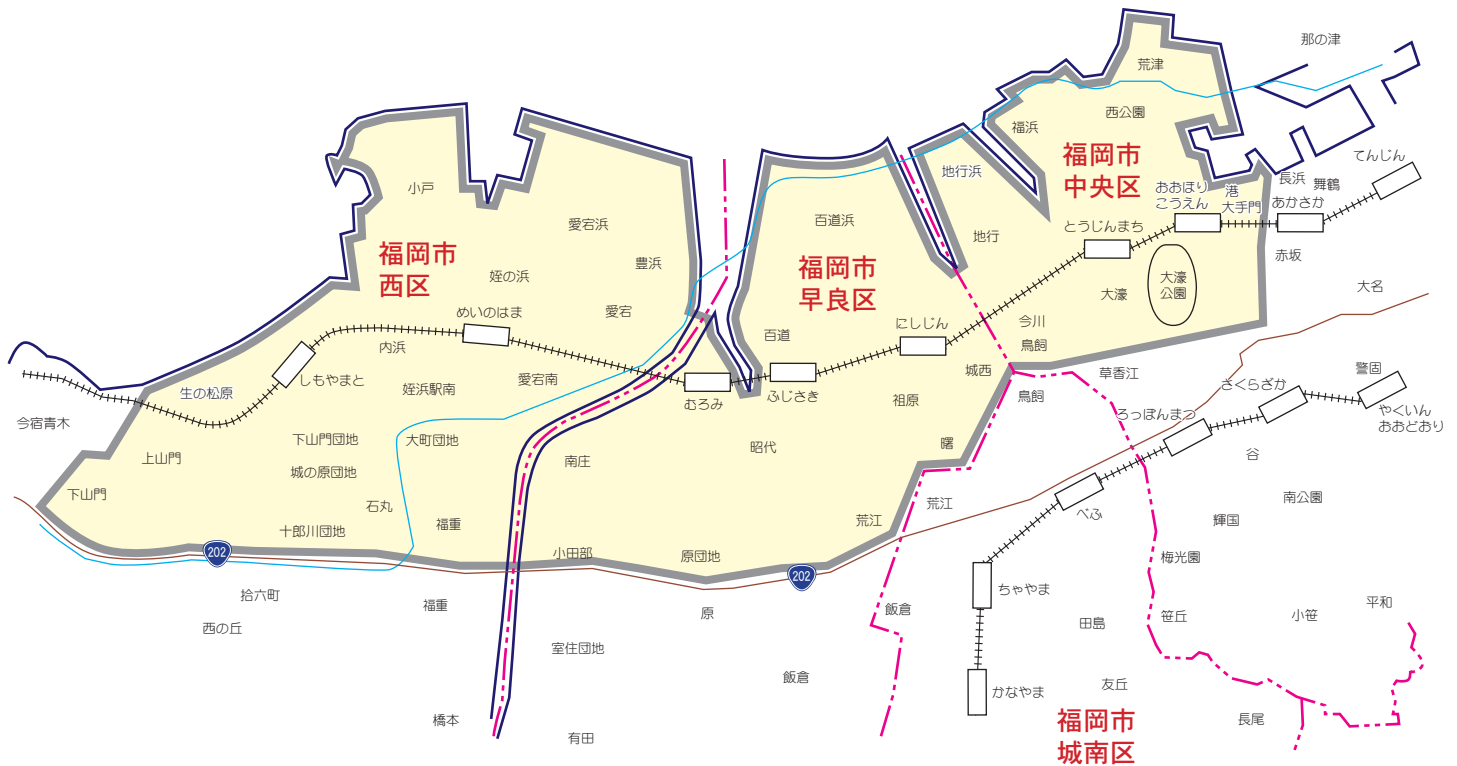 那の津
荒津
西公園
福浜
福岡市
中央区
てんじん
長浜
舞鶴
おおほり
こうえん
港
大手門
あかさか
地行浜
小戸
愛宕浜
百道浜
とうじんまち
地行
赤坂
福岡市
西区
豊浜
福岡市
早良区
姪の浜
大濠
公園
大濠
大名
めいのはま
愛宕
百道
にしじん
今川
鳥飼
内浜
しもやまと
愛宕南
城西
草香江
警固
さくらざか
生の松原
姪浜駅南
むろみ
ふじさき
祖原
鳥飼
ろっぽんまつ
やくいん
おおどおり
今宿青木
下山門団地
大町団地
昭代
曙
谷
上山門
城の原団地
南庄
下山門
石丸
荒江
べふ
南公園
十郎川団地
福重
荒江
輝国
202
小田部
原団地
202
梅光園
拾六町
福重
原
飯倉
ちゃやま
田島
笹丘
小笹
平和
西の丘
室住団地
飯倉
かなやま
友丘
橋本
有田
福岡市
城南区
長尾